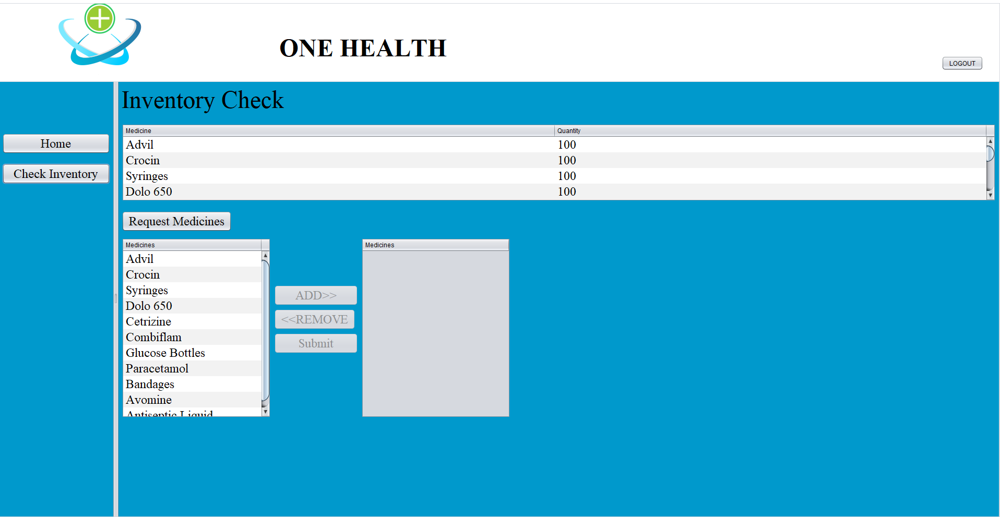 ONE HEALTH
LOGOUT
Inventory Check
Home
Check Inventory
Medicine Quantity
Advil 100
Crocin 100
Syringes 100
Dolo 650 100
Request Medicines
Medicines
Advil
Crocin
Syringes
Dolo 650
Cetrizine
Combiflam
Glucose Bottles
Paracetamol
Bandages
Avomine
Antiseptic Liquid
ADD>>
<<REMOVE
Submit
Medicines